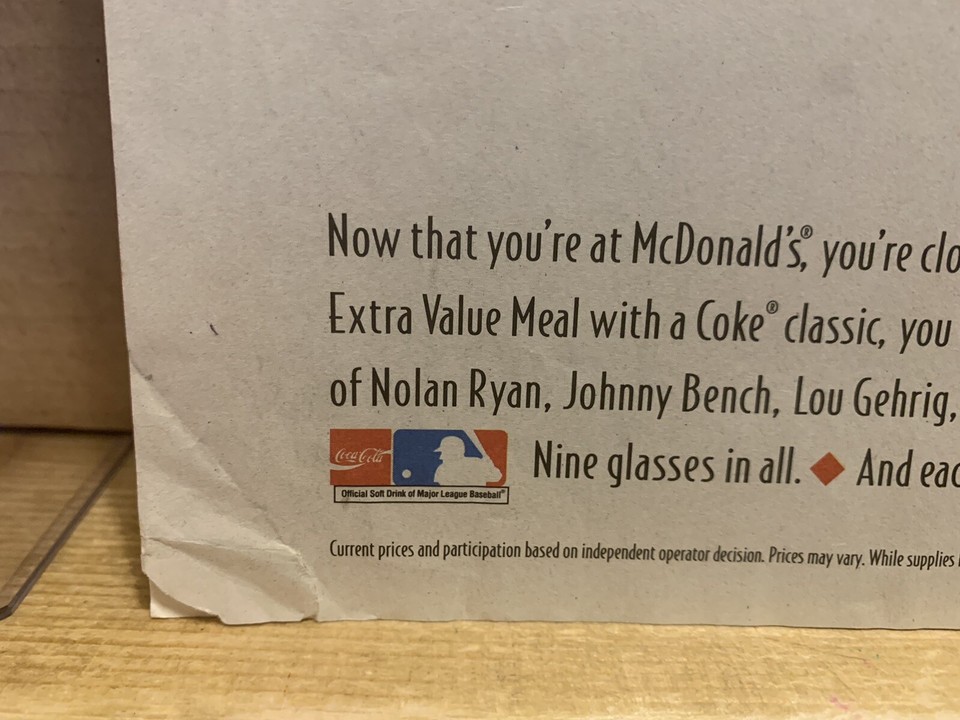 Now that you're at McDonald's®, you're clo
Extra Value Meal with a Coke® classic, you
of Nolan Ryan, Johnny Bench, Lou Gehrig,
Coca-Cola
Official Soft Drink of Major League Baseball®
Nine glasses in all. ◆ And eac
Current prices and participation based on independent operator decision. Prices may vary. While supplies